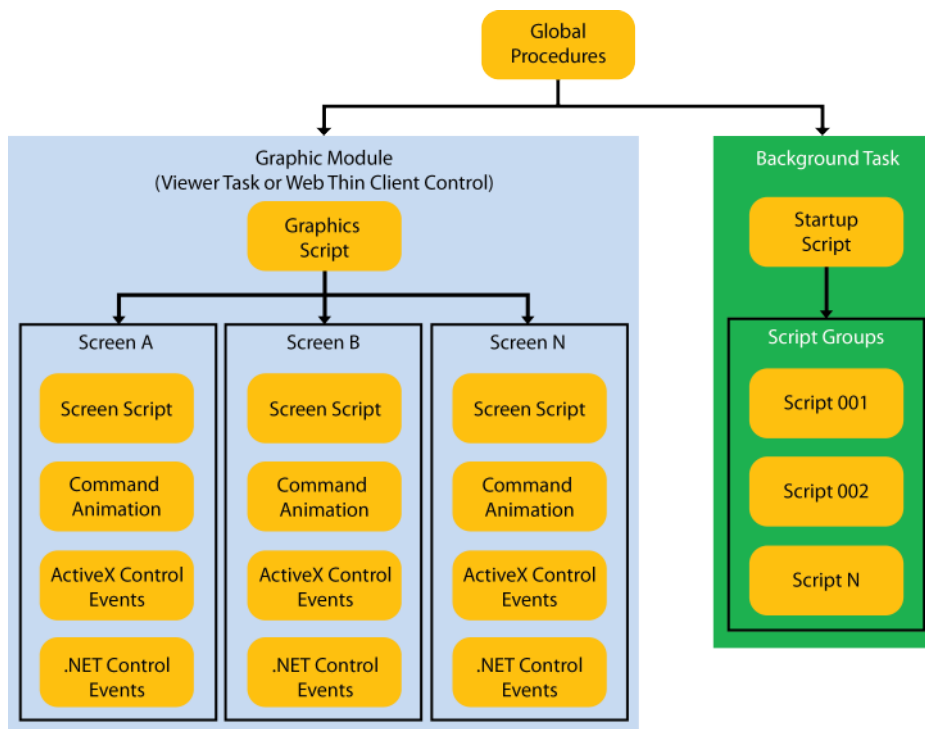 Global
Procedures
Graphic Module
(Viewer Task or Web Thin Client Control)
Graphics
Script
Screen A
Screen Script
Command
Animation
ActiveX Control
Events
.NET Control
Events
Screen B
Screen Script
Command
Animation
ActiveX Control
Events
.NET Control
Events
Screen N
Screen Script
Command
Animation
ActiveX Control
Events
.NET Control
Events
Background Task
Startup
Script
Script Groups
Script 001
Script 002
Script N